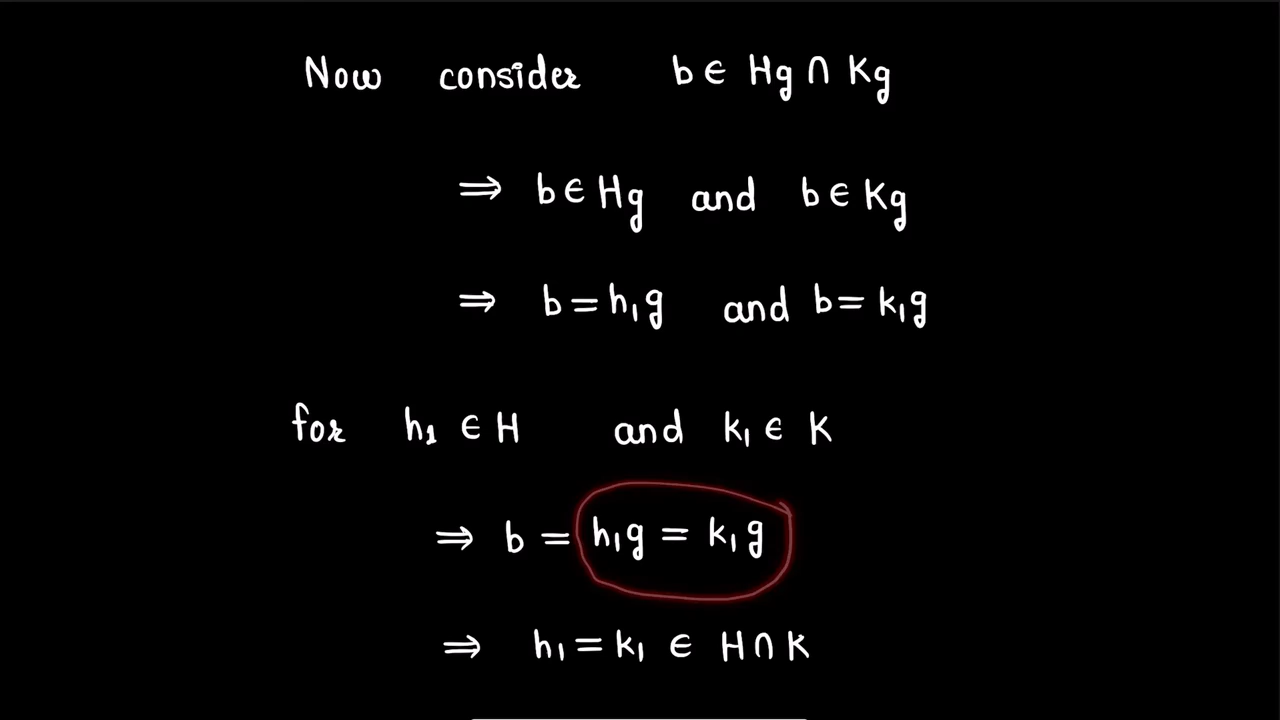 Now consider b ∈ Hg ∩ Kg
⇒ b ∈ Hg and b ∈ Kg
⇒ b = h₁g and b = k₁g
for h₁ ∈ H and k₁ ∈ K
⇒ b = h₁g = k₁g
⇒ h₁ = k₁ ∈ H ∩ K